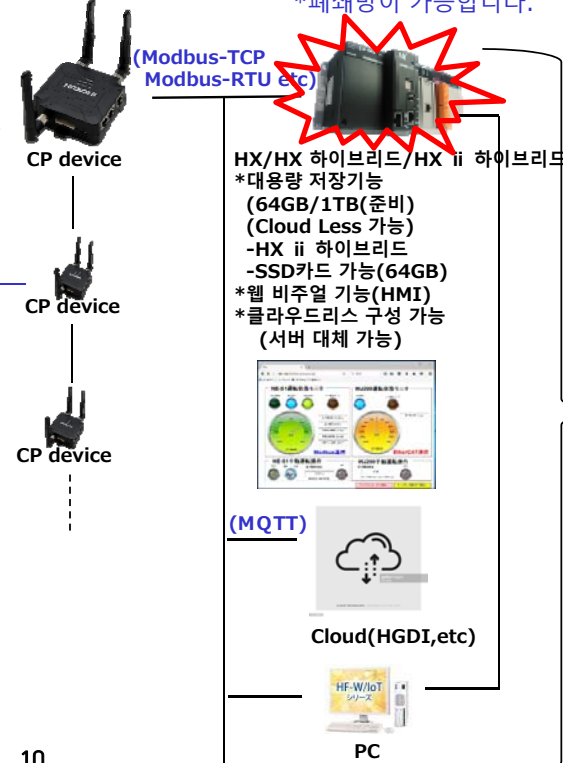 *폐쇄망이 가능합니다.
(Modbus-TCP
Modbus-RTU etc)
CP device
HX/HX 하이브리드/HX ii 하이브리드
*대용량 저장기능
(64GB/1TB(준비)
(Cloud Less 가능)
-HX ii 하이브리드
-SSD카드 가능(64GB)
*웹 비주얼 기능(HMI)
*클라우드리스 구성 가능
(서버 대체 가능)
CP device
CP device
(MQTT)
Cloud(HGDI,etc)
HF-W/IoT
シリーズ
PC
10